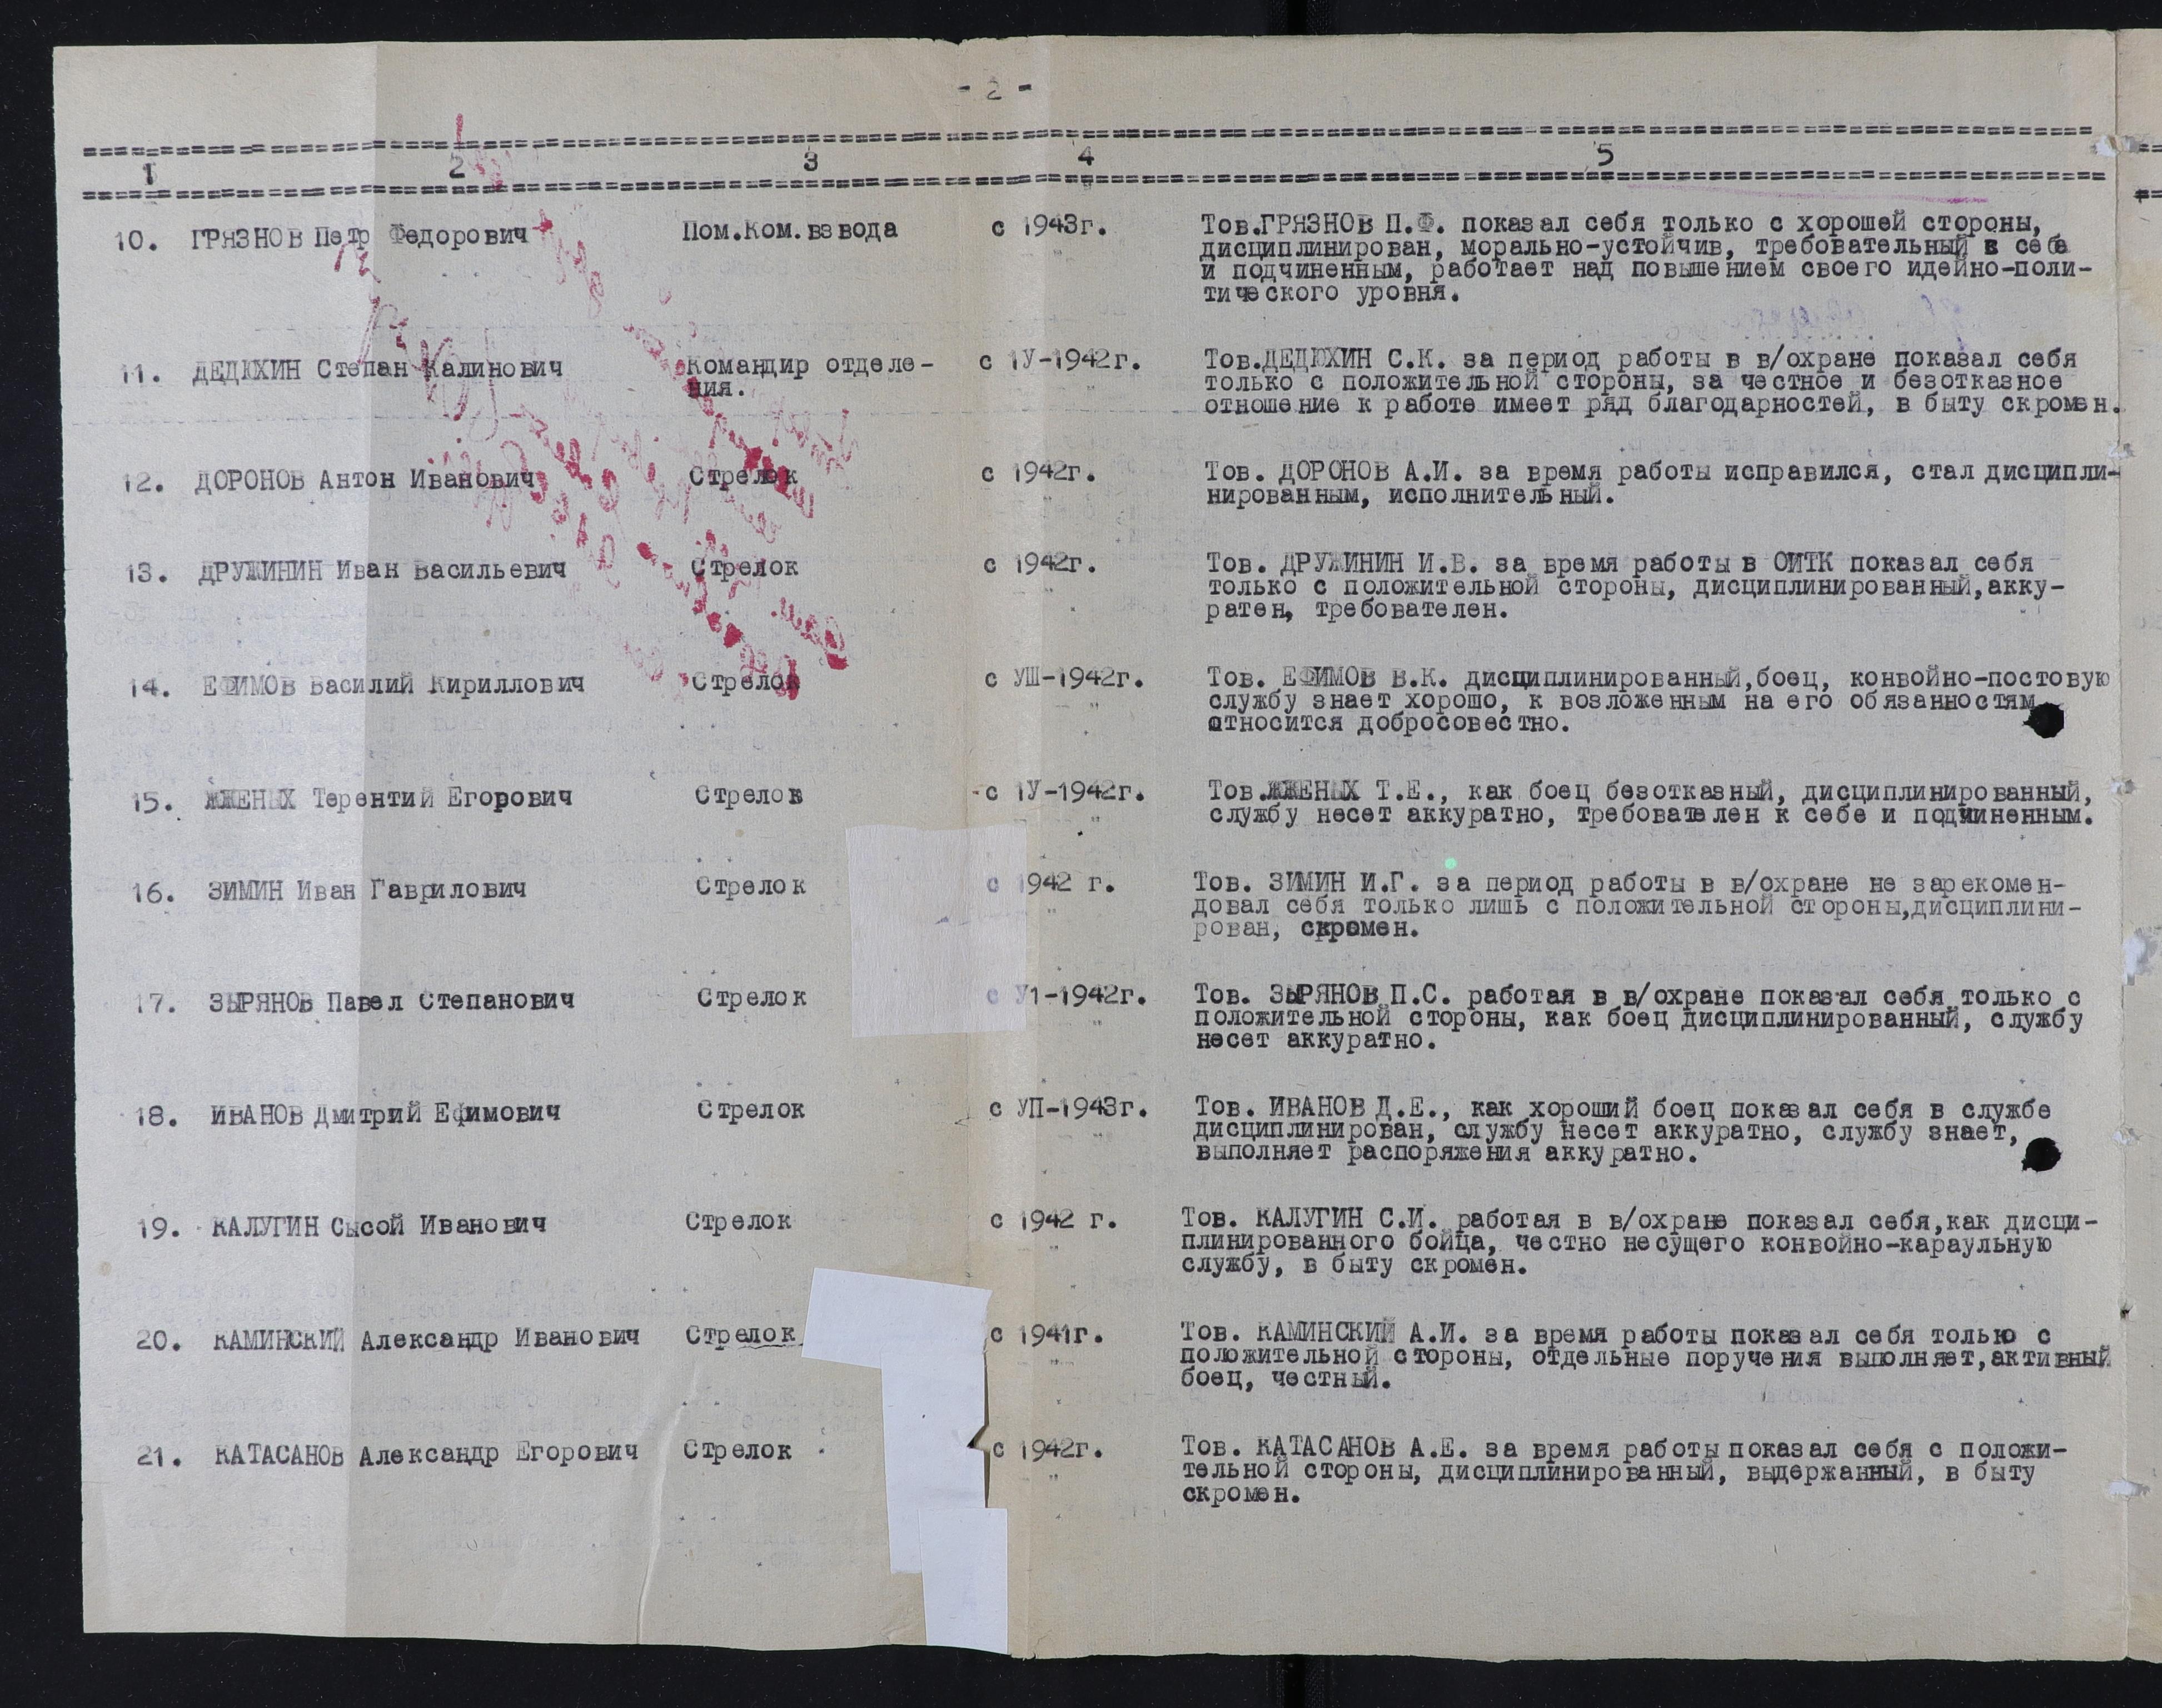 - 2 -
1 2 3 4 5
10. ГРЯЗНОВ Петр Федорович Пом.Ком.взвода с 1943г. Тов.ГРЯЗНОВ П.Ф. показал себя только с хорошей стороны,
" дисциплинирован, морально-устойчив, требовательный к себе
и подчиненным, работает над повышением своего идейно-поли-
тического уровня.
11. ДЕДЮХИН Степан Калинович Командир отделе- с 1У-1942г. Тов.ДЕДЮХИН С.К. за период работы в в/охране показал себя
ния. " только с положительной стороны, за честное и безотказное
отношение к работе имеет ряд благодарностей, в быту скромен.
12. ДОРОНОВ Антон Иванович Стрелок с 1942г. Тов. ДОРОНОВ А.И. за время работы исправился, стал дисципли-
" нированным, исполнительный.
13. ДРУЖИНИН Иван Васильевич Стрелок с 1942г. Тов. ДРУЖИНИН И.В. за время работы в ОИТК показал себя
" только с положительной стороны, дисциплинированный,акку-
ратен, требователен.
14. ЕФИМОВ Василий Кириллович Стрелок с УШ-1942г. Тов. ЕФИМОВ В.К. дисциплинированный,боец, конвойно-постовую
" службу знает хорошо, к возложенным на его обязанностям
относится добросовестно.
15. ЖЖЕНЫХ Терентий Егорович Стрелов с 1У-1942г. Тов.ЖЖЕНЫХ Т.Е., как боец безотказный, дисциплинированный,
" службу несет аккуратно, требователен к себе и подчиненным.
16. ЗИМИН Иван Гаврилович Стрелок с 1942 г. Тов. ЗИМИН И.Г. за период работы в в/охране не зарекомен-
" довал себя только лишь с положительной стороны,дисциплини-
рован, скромен.
17. ЗЫРЯНОВ Павел Степанович Стрелок с У1-1942г. Тов. ЗЫРЯНОВ П.С. работая в в/охране показал себя только с
" положительной стороны, как боец дисциплинированный, службу
несет аккуратно.
18. ИВАНОВ Дмитрий Ефимович Стрелок с УП-1943г. Тов. ИВАНОВ Д.Е., как хороший боец показал себя в службе
" дисциплинирован, службу несет аккуратно, службу знает,
выполняет распоряжения аккуратно.
19. КАЛУГИН Сысой Иванович Стрелок с 1942 г. Тов. КАЛУГИН С.И. работая в в/охране показал себя,как дисци-
" плинированного бойца, честно несущего конвойно-караульную
службу, в быту скромен.
20. КАМИНСКИЙ Александр Иванович Стрелок с 1941г. Тов. КАМИНСКИЙ А.И. за время работы показал себя только с
" положительной стороны, отдельные поручения выполняет,активный
боец, честный.
21. КАТАСАНОВ Александр Егорович Стрелок с 1942г. Тов. КАТАСАНОВ А.Е. за время работы показал себя с положи-
" тельной стороны, дисциплинированный, выдержанный, в быту
скромен.